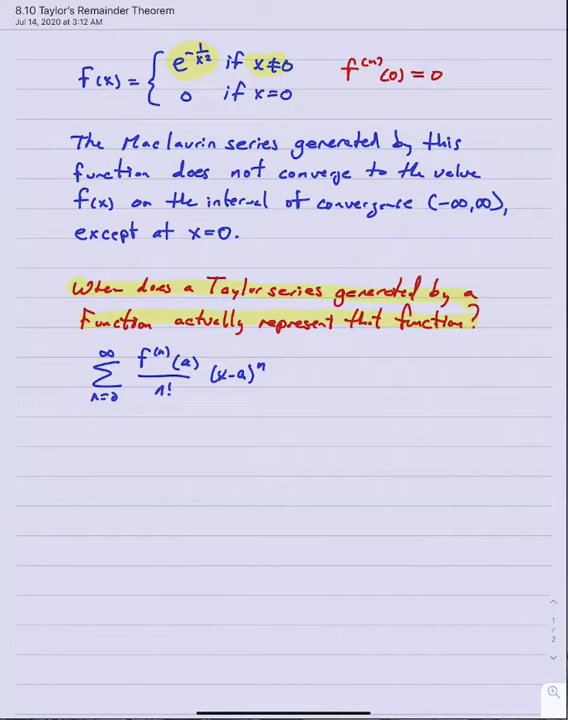 8.10 Taylor's Remainder Theorem
Jul 14, 2020 at 3:12 AM
f(x) = { e^{-1/x²} if x≠0
0 if x=0
f^{(n)}(0) = 0
The Maclaurin series generated by this
function does not converge to the value
f(x) on the interval of convergence (-∞,∞),
except at x=0.
When does a Taylor series generated by a
Function actually represent that function?
∑_{n=0}^{∞} f^{(n)}(a)/n! (x-a)^n
1
/
2